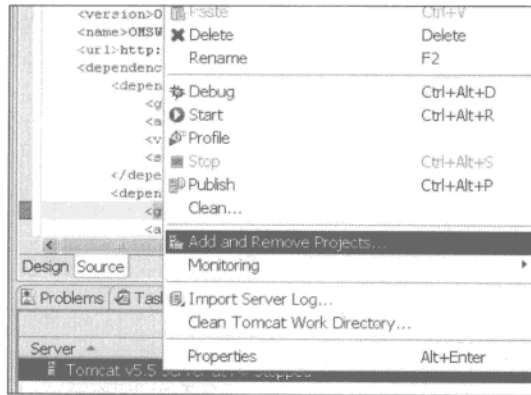 <version>0
<name>OMSW
<url>http:
<dependenc
<depen
<g
<a
<v
<s
</depe
<depen
<g
<a
Design Source
Problems Tas
Server
Tomcat v5.5
Paste Ctrl+V
Delete Delete
Rename F2
Debug Ctrl+Alt+D
Start Ctrl+Alt+R
Profile
Stop Ctrl+Alt+S
Publish Ctrl+Alt+P
Clean...
Add and Remove Projects...
Monitoring
Import Server Log...
Clean Tomcat Work Directory...
Properties Alt+Enter